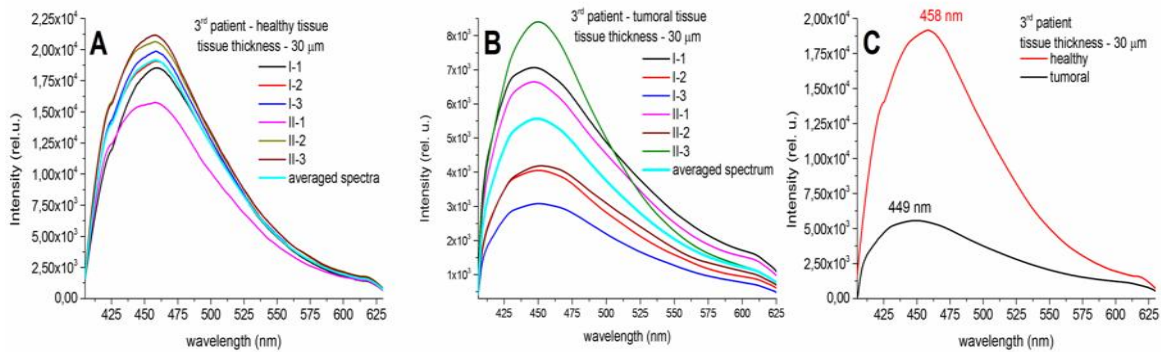 A
3rd patient - healthy tissue
tissue thickness - 30 μm
I-1
I-2
I-3
II-1
II-2
II-3
averaged spectra
2,25x10⁴
2,00x10⁴
1,75x10⁴
1,50x10⁴
1,25x10⁴
1,00x10⁴
7,50x10³
5,00x10³
2,50x10³
0,00
Intensity (rel.u.)
425 450 475 500 525 550 575 600 625
wavelength (nm)
B
3rd patient - tumoral tissue
tissue thickness - 30 μm
I-1
I-2
I-3
II-1
II-2
II-3
averaged spectrum
8x10³
7x10³
6x10³
5x10³
4x10³
3x10³
2x10³
1x10³
Intensity (rel. u.)
425 450 475 500 525 550 575 600 625
wavelength (nm)
458 nm
C
3rd patient
tissue thickness - 30 μm
healthy
tumoral
449 nm
2,00x10⁴
1,75x10⁴
1,50x10⁴
1,25x10⁴
1,00x10⁴
7,50x10³
5,00x10³
2,50x10³
0,00
Intensity (rel. u.)
425 450 475 500 525 550 575 600 625
wavelength (nm)